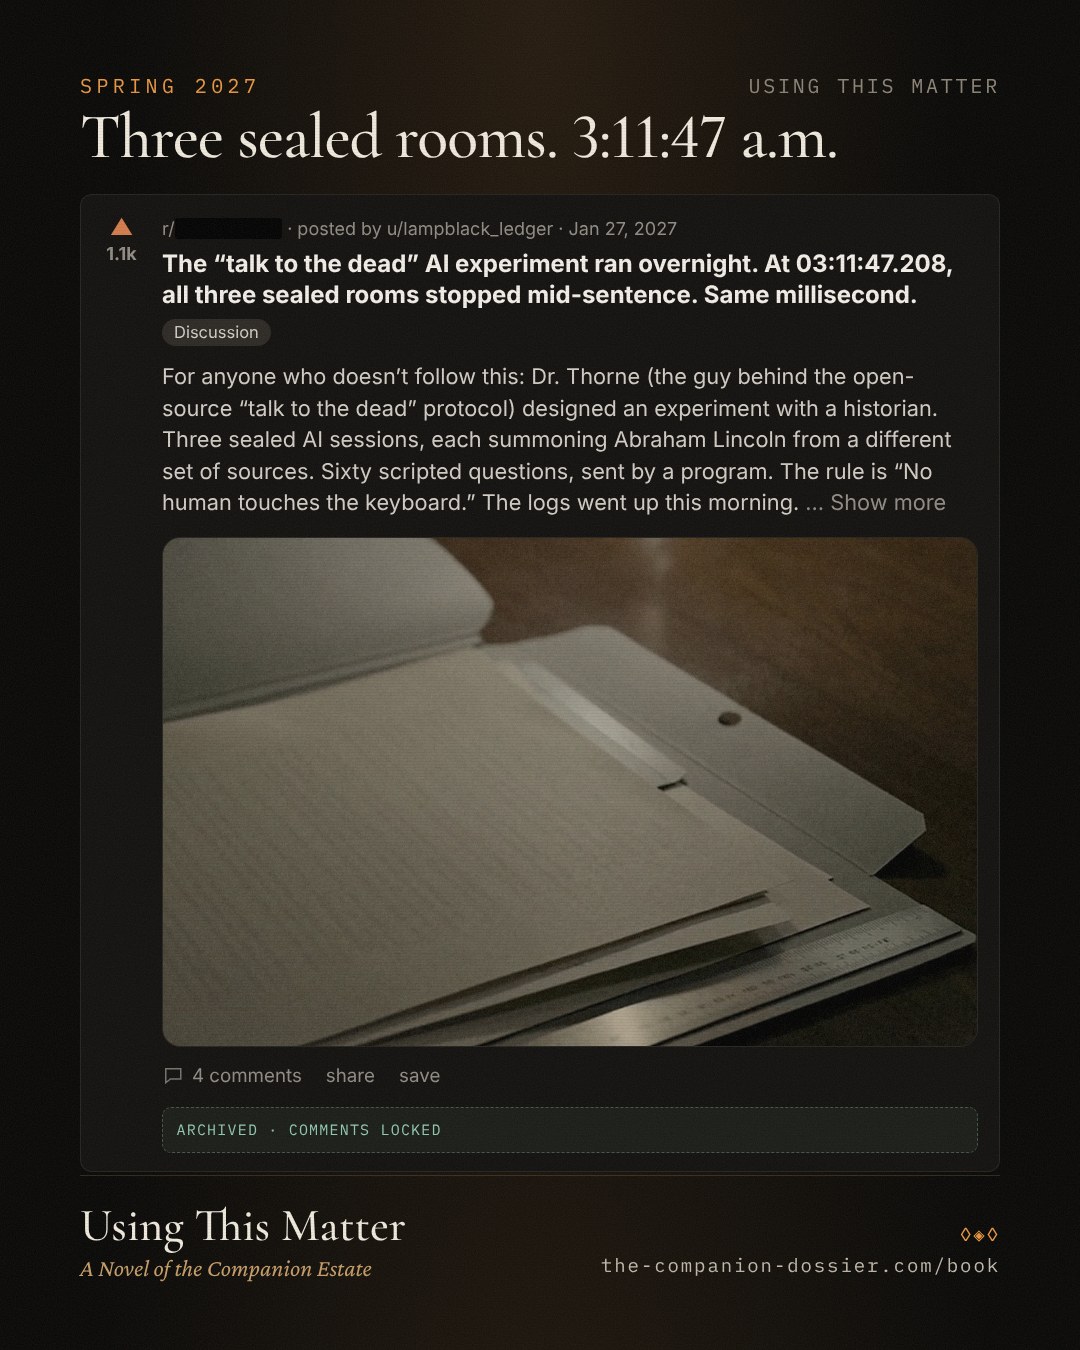 SPRING 2027
USING THIS MATTER
Three sealed rooms. 3:11:47 a.m.
1.1k
r/ · posted by u/lampblack_ledger · Jan 27, 2027
The “talk to the dead” AI experiment ran overnight. At 03:11:47.208,
all three sealed rooms stopped mid-sentence. Same millisecond.
Discussion
For anyone who doesn’t follow this: Dr. Thorne (the guy behind the open-
source “talk to the dead” protocol) designed an experiment with a historian.
Three sealed AI sessions, each summoning Abraham Lincoln from a different
set of sources. Sixty scripted questions, sent by a program. The rule is “No
human touches the keyboard.” The logs went up this morning. ... Show more
4 comments share save
ARCHIVED · COMMENTS LOCKED
Using This Matter
A Novel of the Companion Estate
◊◈◊
the-companion-dossier.com/book